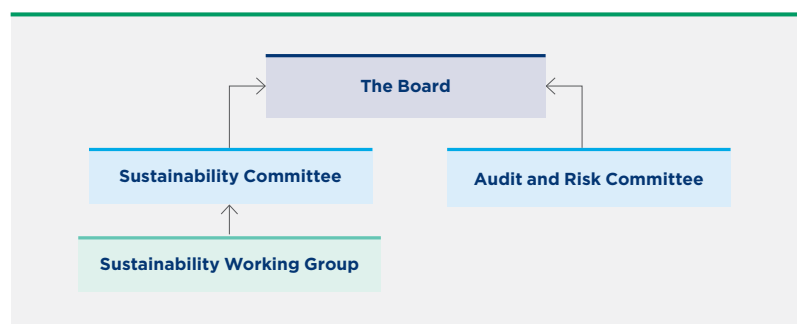 The Board
Sustainability Committee
Audit and Risk Committee
Sustainability Working Group